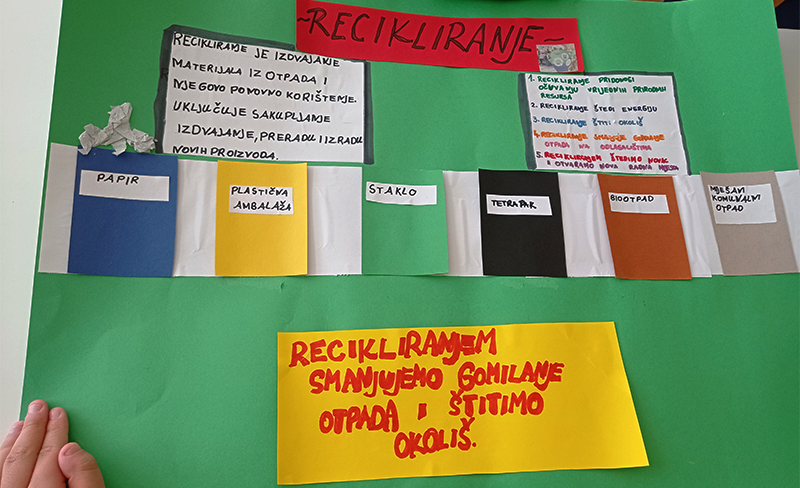 ~RECIKLIRANJE~
RECIKLIRANJE JE IZDVAJANJE
MATERIJALA IZ OTPADA I
NJEGOVO PONOVNO KORIŠTENJE.
UKLJUČUJE SAKUPLJANJE
IZDVAJANJE, PRERADU I IZRADU
NOVIH PROIZVODA.
1. RECIKLIRANJE PRIDONOSI
OČUVANJU VRIJEDNIH PRIRODNIH
RESURSA
2. RECIKLIRANJE ŠTEDI ENERGIJU
3. RECIKLIRANJE ŠTITI OKOLIŠ
4. RECIKLIRANJE SMANJUJE GOMILANJE
OTPADA NA ODLAGALIŠTIMA
5. RECIKLIRANJEM ŠTEDIMO NOVAC
I OTVARAMO NOVA RADNA MJESTA
PAPIR
PLASTIČNA
AMBALAŽA
STAKLO
TETRAPAK
BIOOTPAD
MJEŠANI
KOMUNALNI
OTPAD
RECIKLIRANJEM
SMANJUJEMO GOMILANJE
OTPADA I ŠTITIMO
OKOLIŠ.